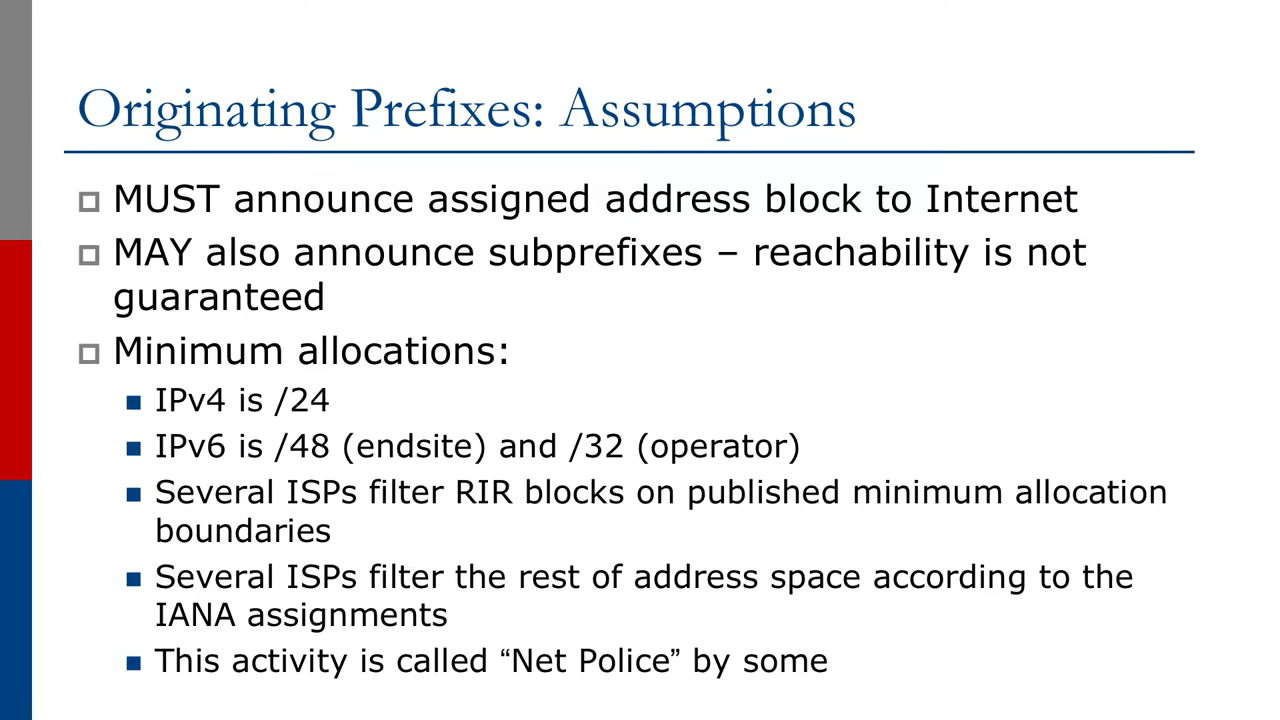 Originating Prefixes: Assumptions
MUST announce assigned address block to Internet
MAY also announce subprefixes – reachability is not
guaranteed
Minimum allocations:
IPv4 is /24
IPv6 is /48 (endsite) and /32 (operator)
Several ISPs filter RIR blocks on published minimum allocation
boundaries
Several ISPs filter the rest of address space according to the
IANA assignments
This activity is called “Net Police” by some